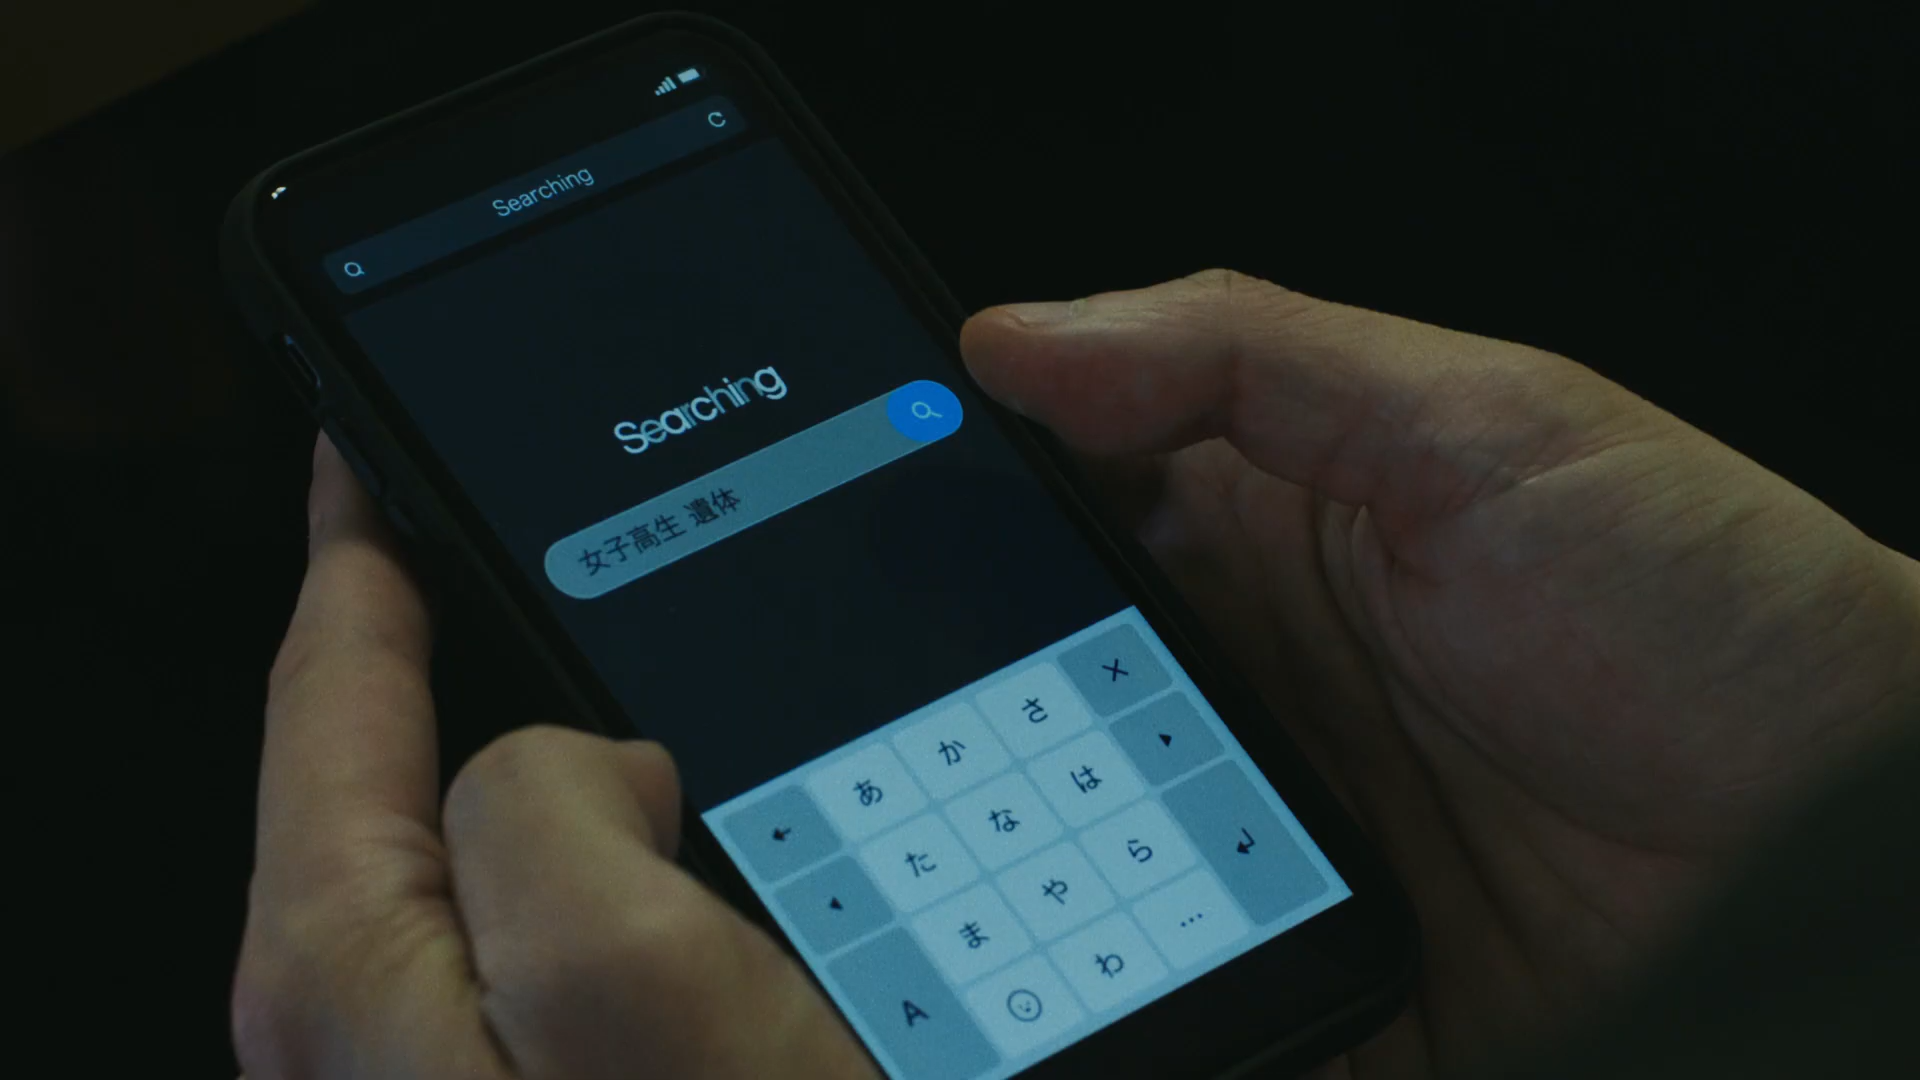 Searching
Searching
女子高生 遺体
あ
か
さ
た
な
は
ま
や
ら
A
わ
…